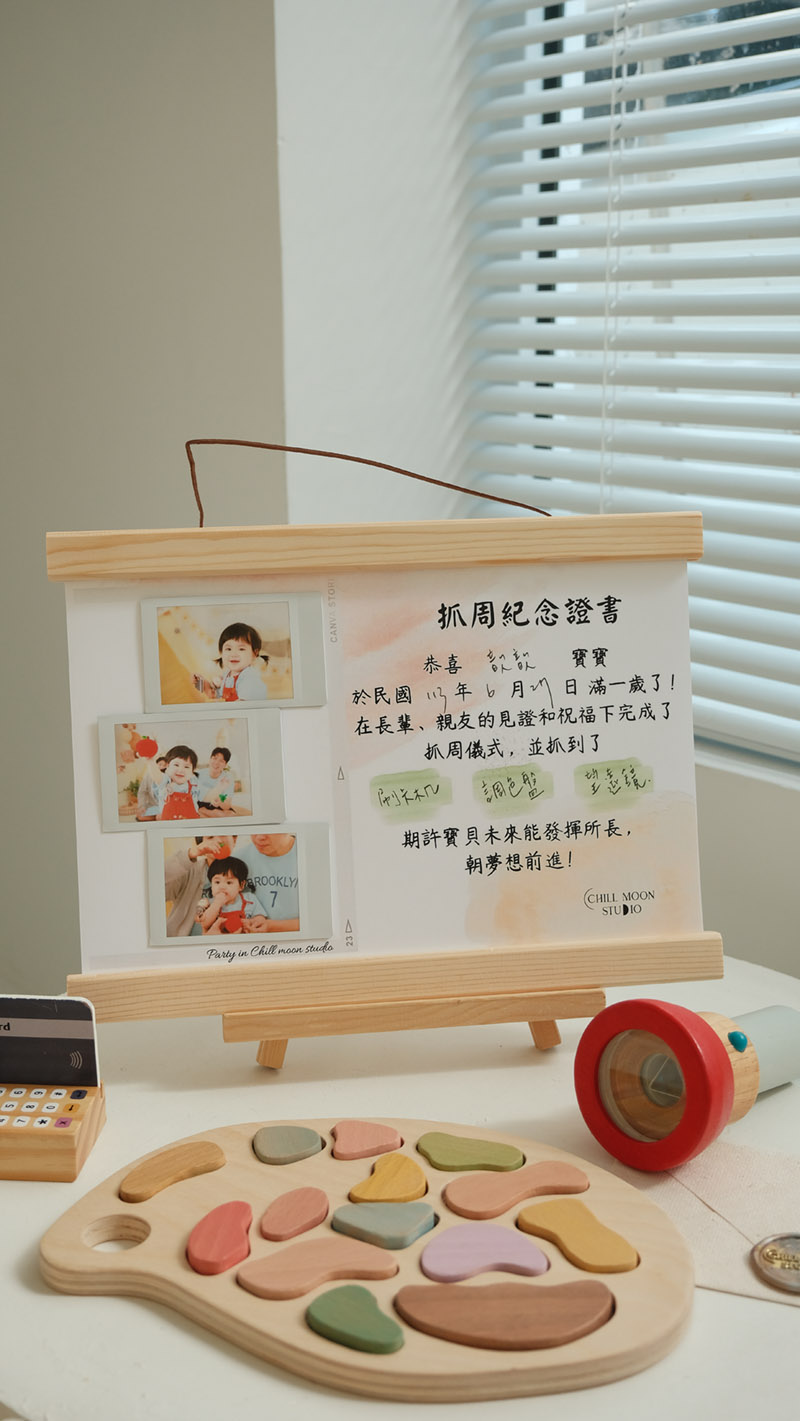 CANVA STORI
抓周紀念證書
恭喜 歆歆 寶寶
於民國 113 年 6 月 29 日 滿一歲了!
在長輩、親友的見證和祝福下完成了
抓周儀式，並抓到了
刷卡機 調色盤 望遠鏡
期許寶貝未來能發揮所長，
朝夢想前進!
CHILL MOON
STUDIO
BROOKLYN
7
Party in Chill moon studio
23
rd